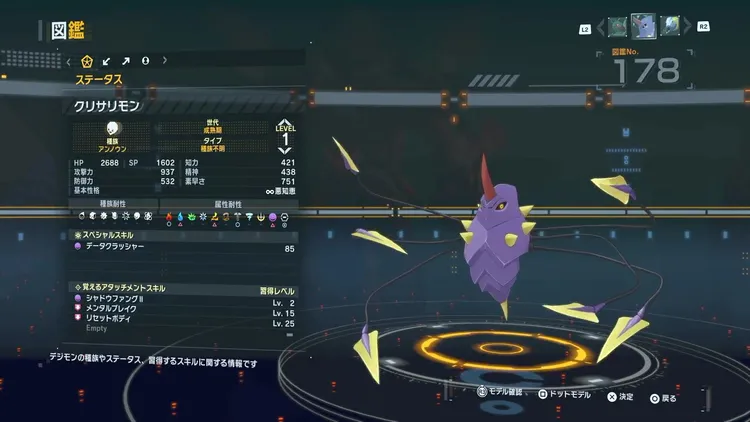 図鑑
L2
R2
図鑑No.
178
ステータス
クリサリモン
種族
アンノウン
世代
成熟期
タイプ
種族不明
LEVEL
1
HP 2688 SP 1602 知力 421
攻撃力 937 精神 438
防御力 532 素早さ 751
基本性格 ∞悪知恵
種族耐性 属性耐性
スペシャルスキル
データクラッシャー 85
覚えるアタッチメントスキル 習得レベル
シャドウファングⅡ Lv. 2
メンタルブレイク Lv. 15
リセットボディ Lv. 25
Empty
デジモンの種族やステータス、習得するスキルに関する情報です
R3 モデル確認 ドットモデル 決定 戻る